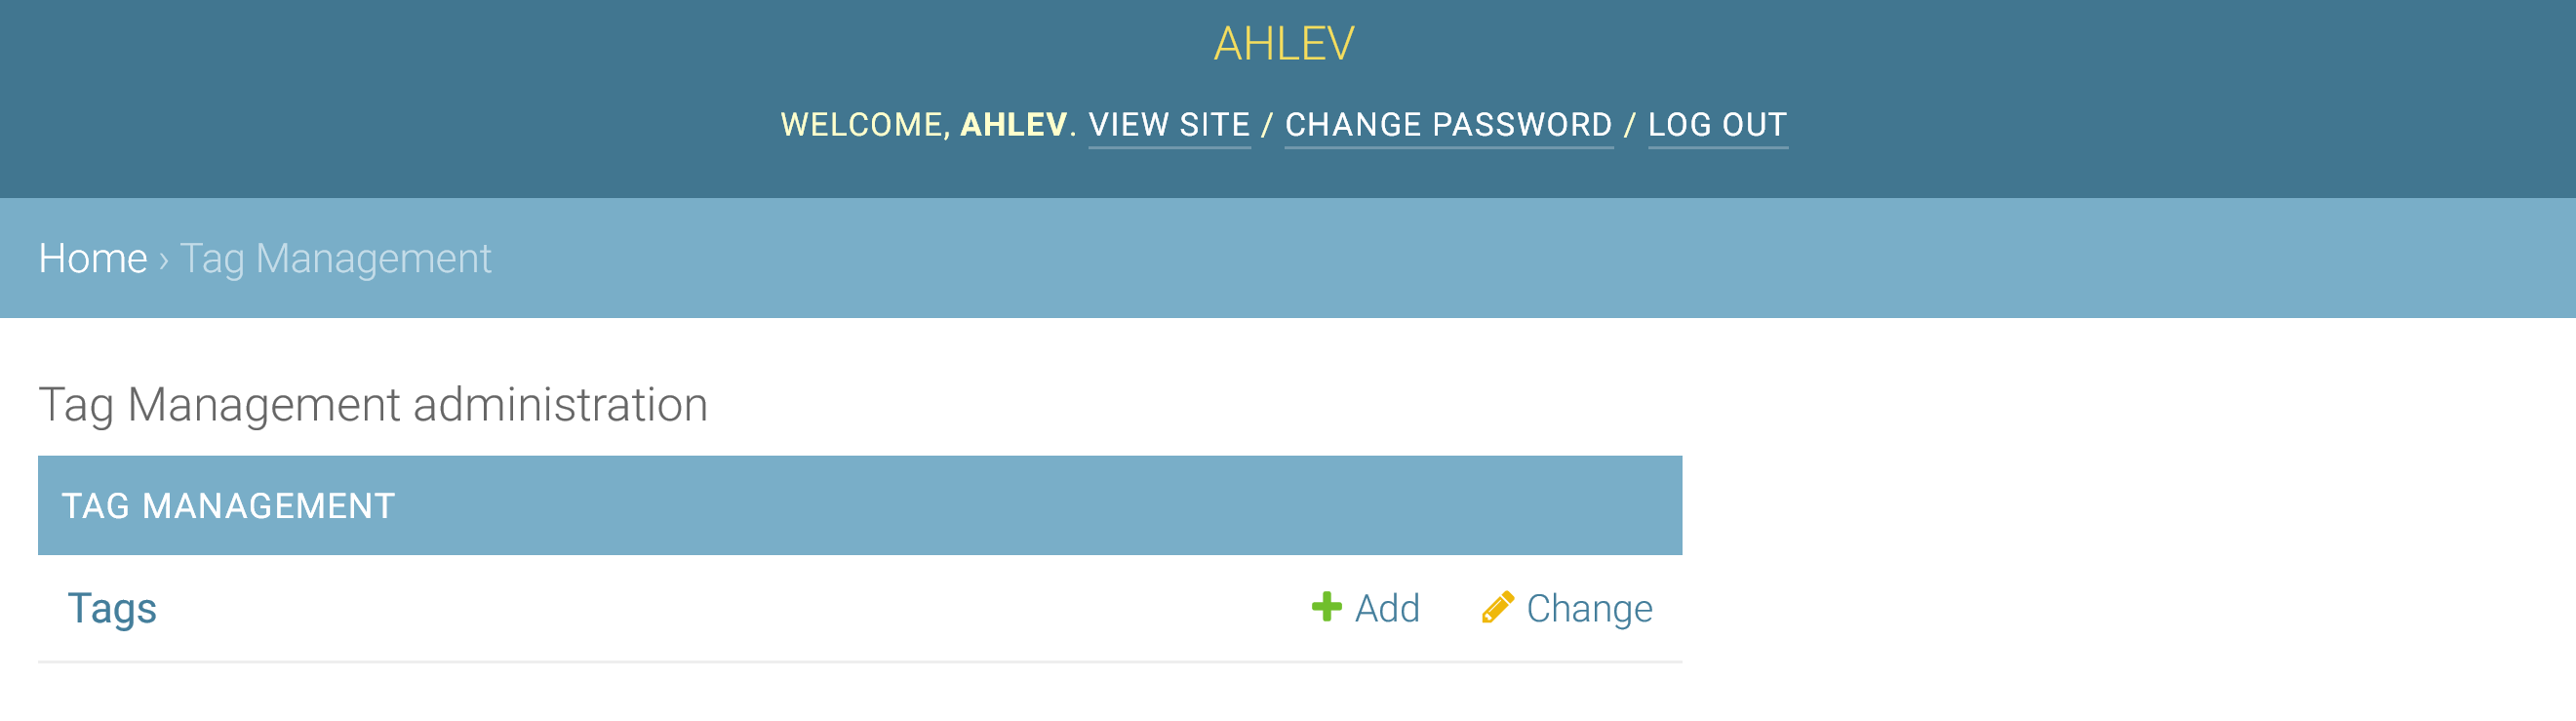 AHLEV
WELCOME, AHLEV. VIEW SITE / CHANGE PASSWORD / LOG OUT
Home › Tag Management
Tag Management administration
TAG MANAGEMENT
Tags Add Change